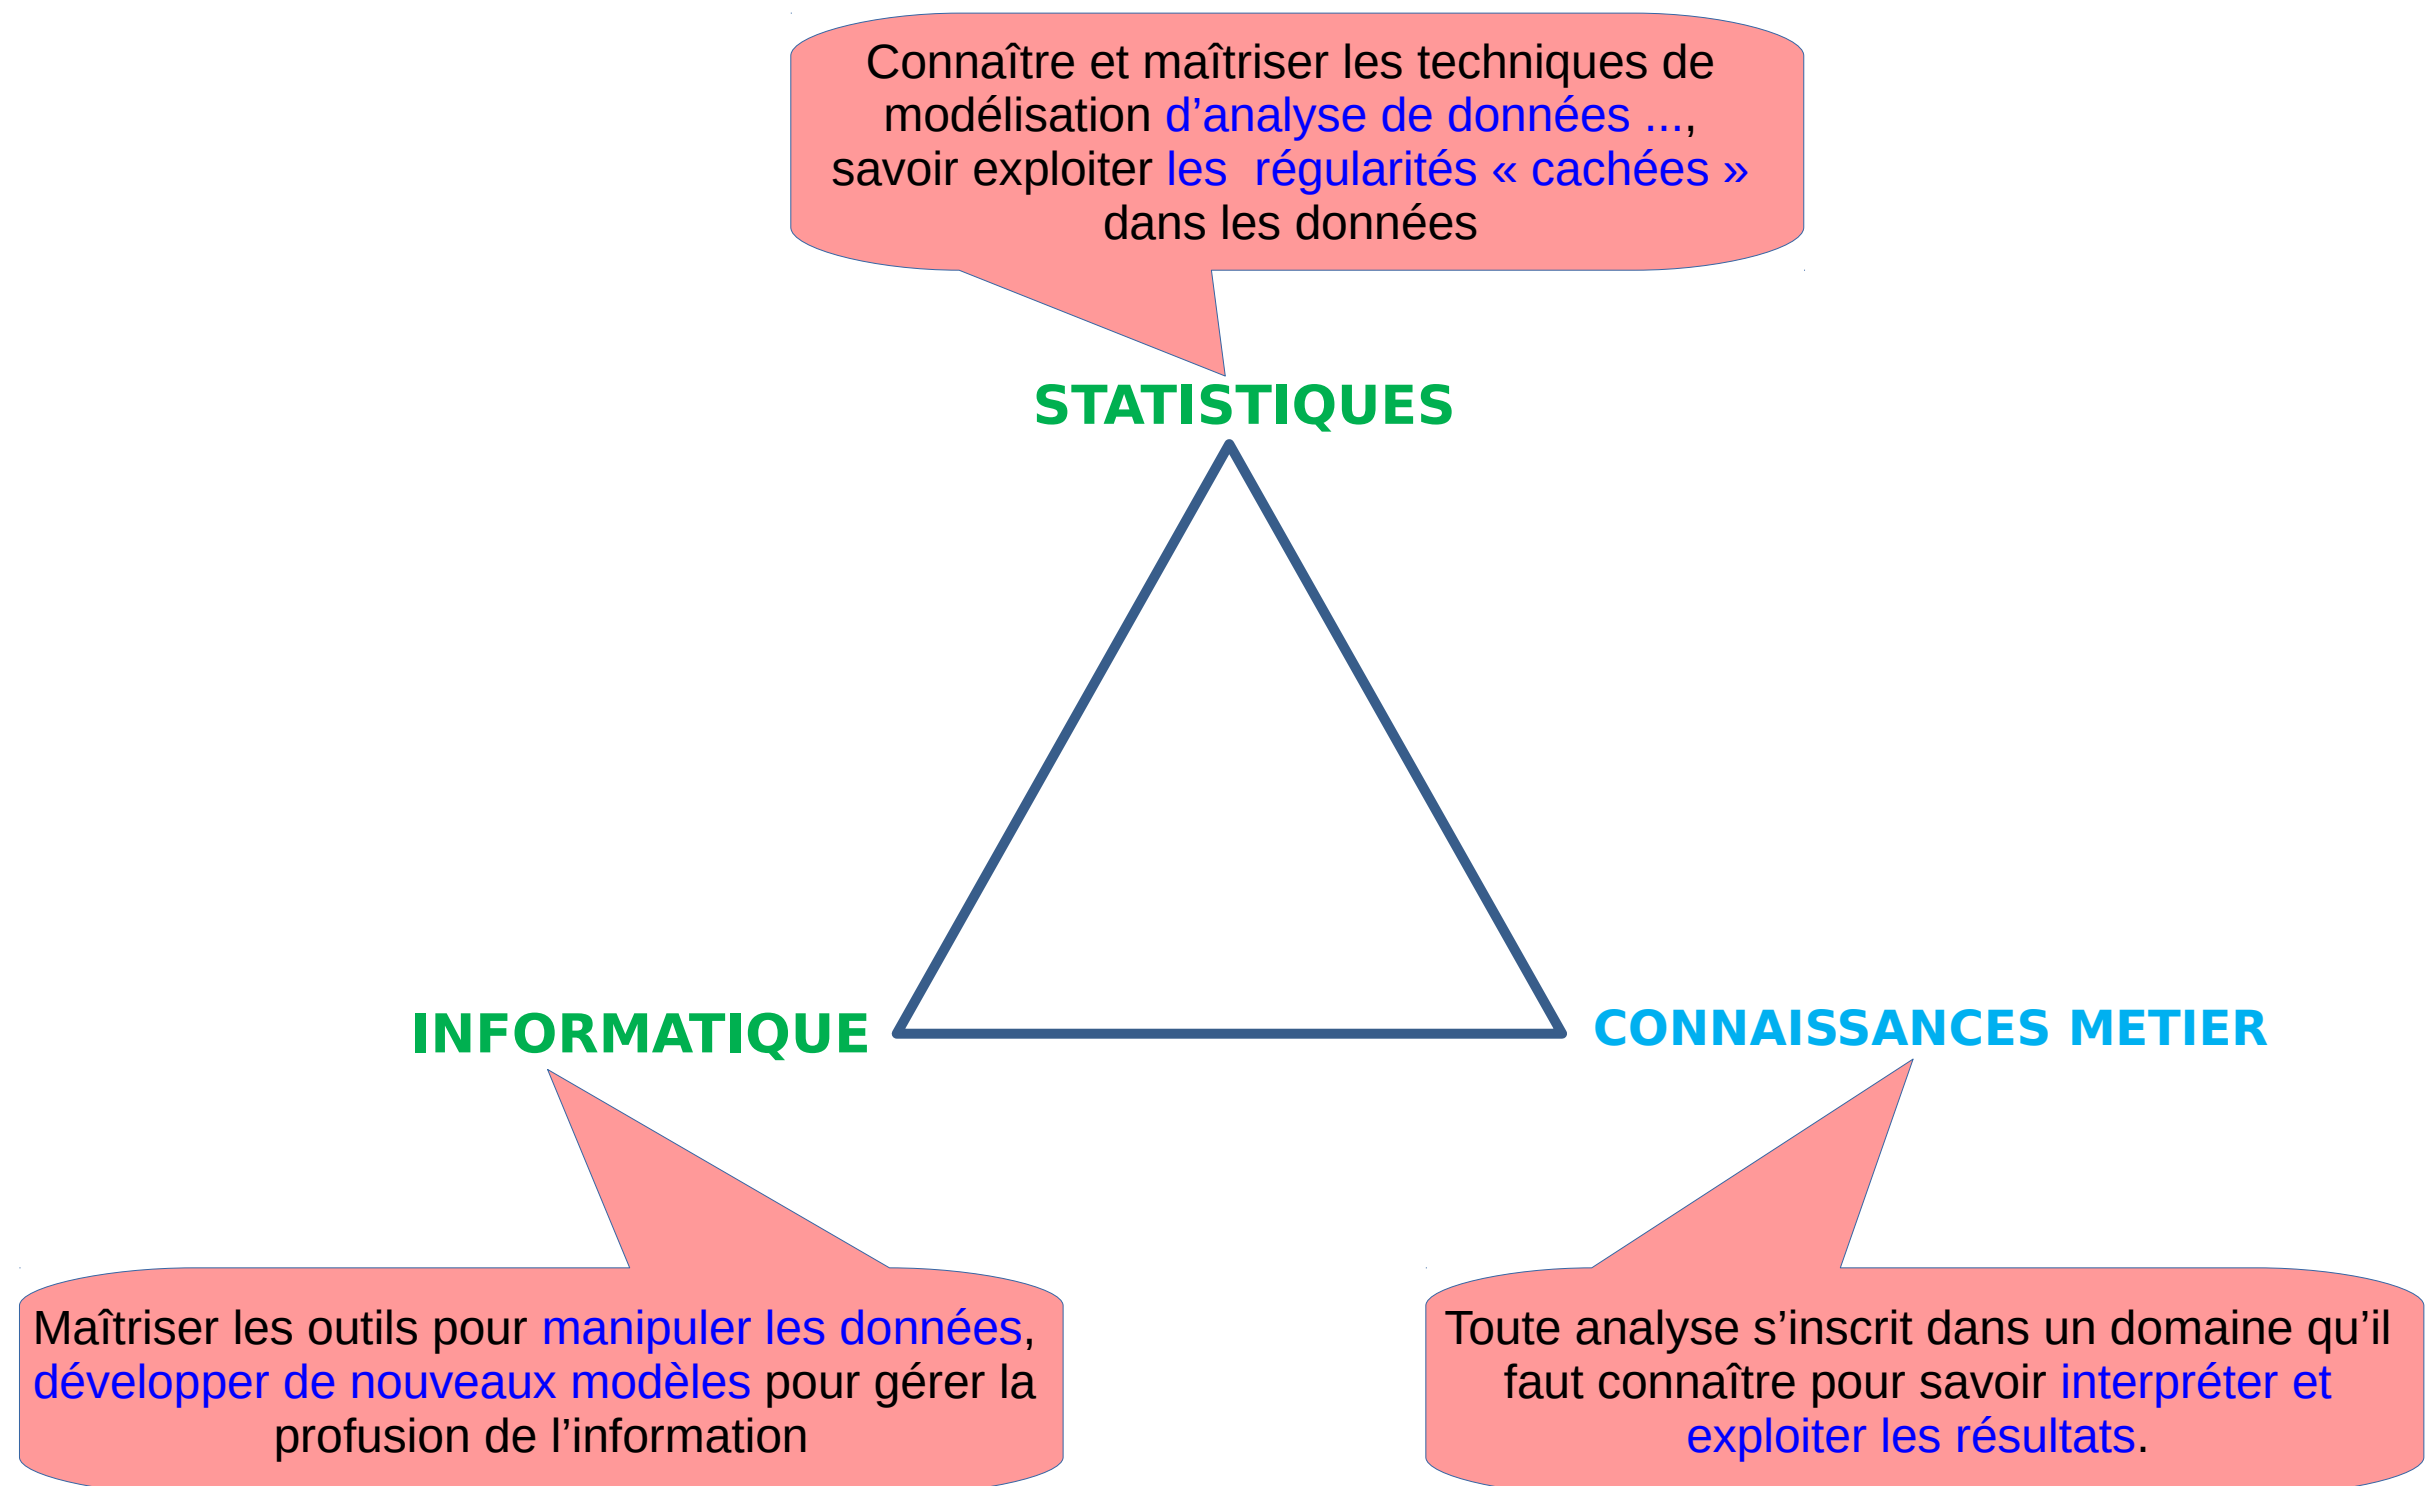 Connaître et maîtriser les techniques de
modélisation d’analyse de données ...,
savoir exploiter les  régularités « cachées »
dans les données
STATISTIQUES
INFORMATIQUE
CONNAISSANCES METIER
Maîtriser les outils pour manipuler les données,
développer de nouveaux modèles pour gérer la
profusion de l’information
Toute analyse s’inscrit dans un domaine qu’il
faut connaître pour savoir interpréter et
exploiter les résultats.